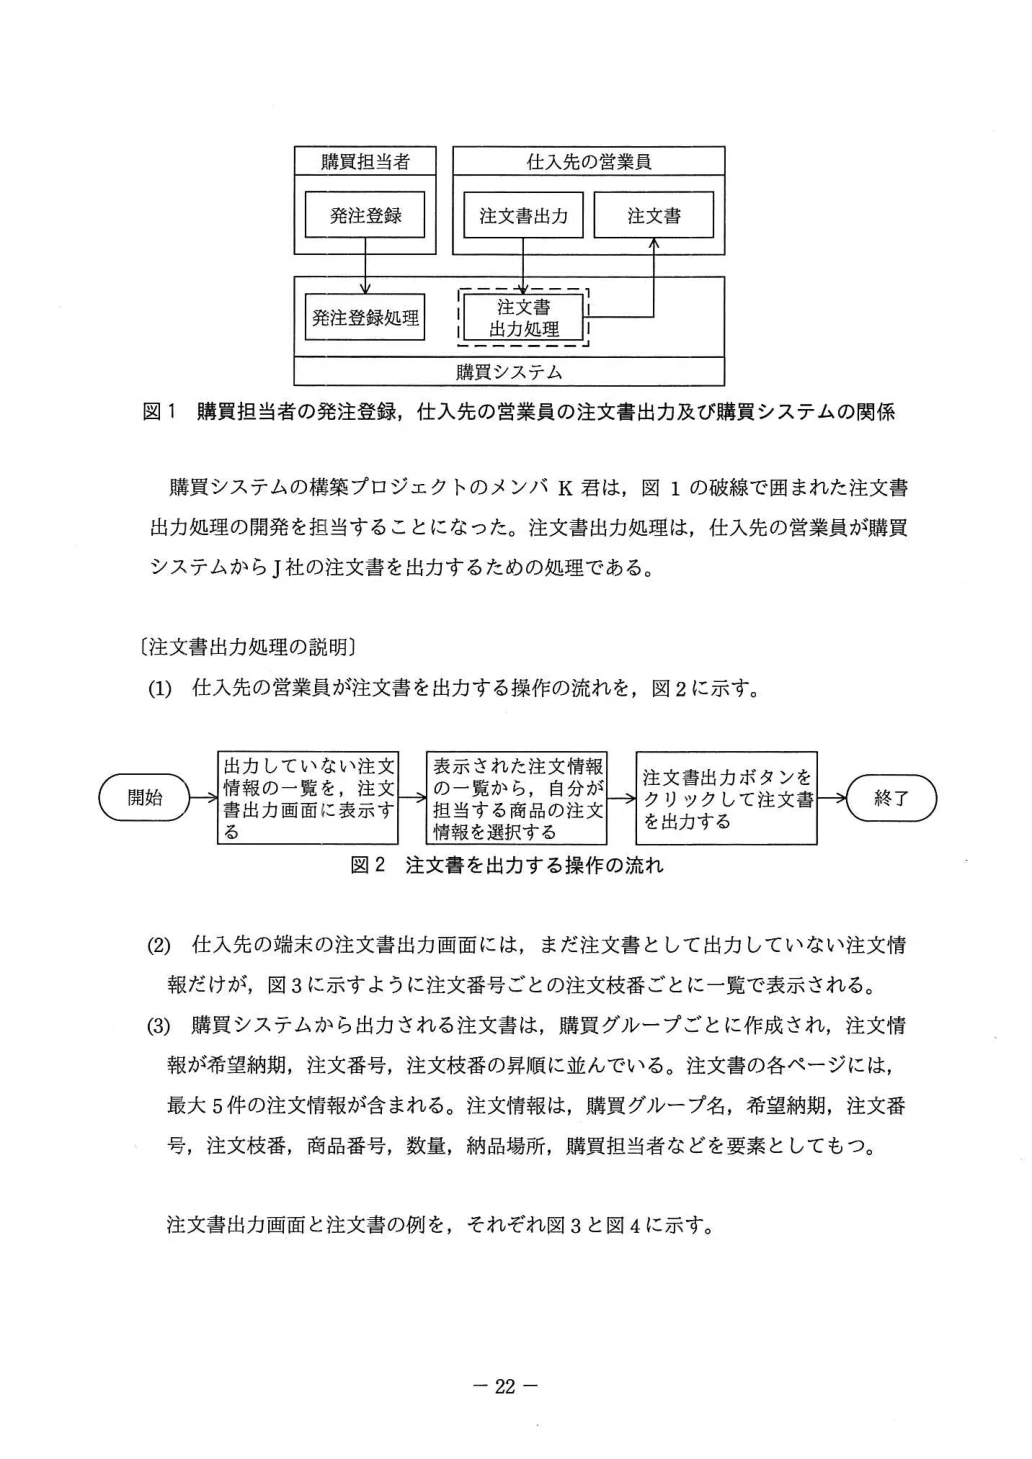 購買担当者
仕入先の営業員
発注登録
注文書出力
注文書
発注登録処理
注文書
出力処理
購買システム
図1 購買担当者の発注登録，仕入先の営業員の注文書出力及び購買システムの関係
購買システムの構築プロジェクトのメンバ K 君は，図 1 の破線で囲まれた注文書
出力処理の開発を担当することになった。注文書出力処理は，仕入先の営業員が購買
システムからJ社の注文書を出力するための処理である。
〔注文書出力処理の説明〕
(1) 仕入先の営業員が注文書を出力する操作の流れを，図2に示す。
開始
出力していない注文
情報の一覧を，注文
書出力画面に表示す
る
表示された注文情報
の一覧から，自分が
担当する商品の注文
情報を選択する
注文書出力ボタンを
クリックして注文書
を出力する
終了
図2 注文書を出力する操作の流れ
(2) 仕入先の端末の注文書出力画面には，まだ注文書として出力していない注文情
報だけが，図3に示すように注文番号ごとの注文枝番ごとに一覧で表示される。
(3) 購買システムから出力される注文書は，購買グループごとに作成され，注文情
報が希望納期，注文番号，注文枝番の昇順に並んでいる。注文書の各ページには，
最大5件の注文情報が含まれる。注文情報は，購買グループ名，希望納期，注文番
号，注文枝番，商品番号，数量，納品場所，購買担当者などを要素としてもつ。
注文書出力画面と注文書の例を，それぞれ図3と図4に示す。
－ 22 －